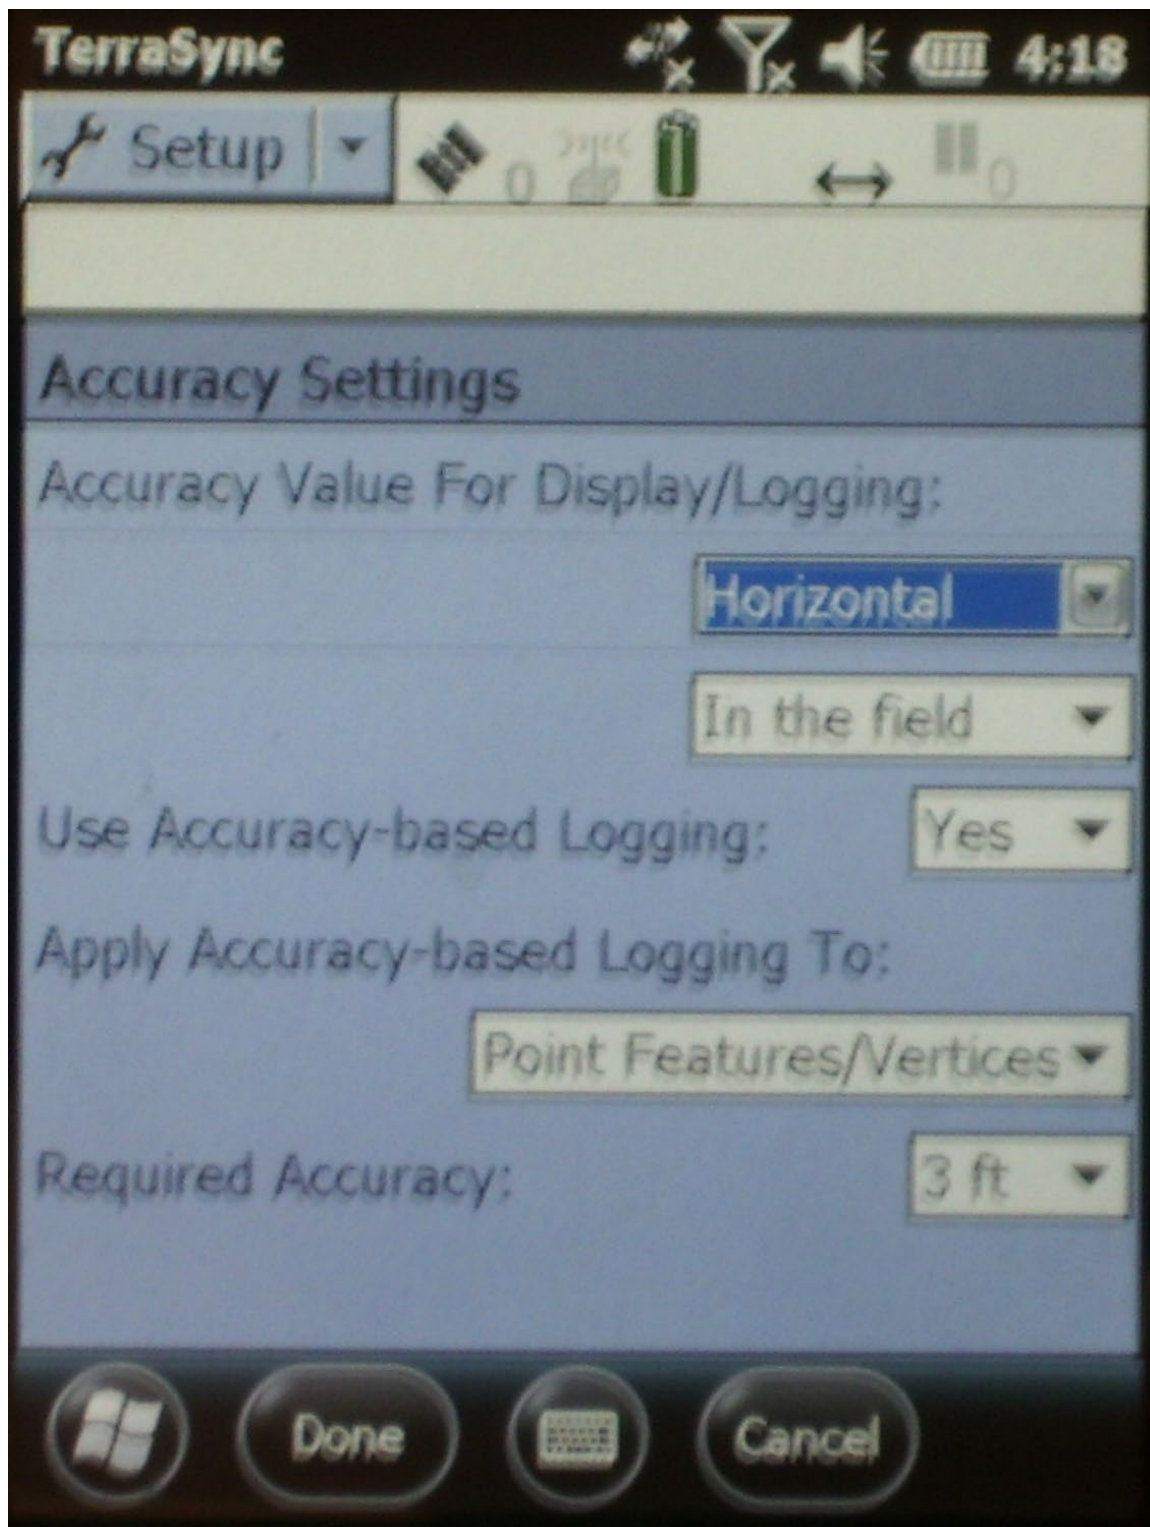 TerraSync 4:18
Setup 0 0
Accuracy Settings
Accuracy Value For Display/Logging:
Horizontal
In the field
Use Accuracy-based Logging: Yes
Apply Accuracy-based Logging To:
Point Features/Vertices
Required Accuracy: 3 ft
Done Cancel